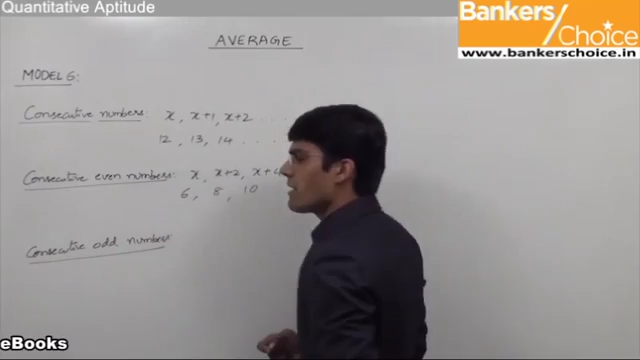 Quantitative Aptitude
Bankers/
Choice
www.bankerschoice.in
AVERAGE
MODEL 6:
Consecutive numbers: x, x+1, x+2 . . . .
12, 13, 14 . . . .
Consecutive even numbers: x, x+2, x+4
6, 8, 10
Consecutive odd numbers:
eBooks